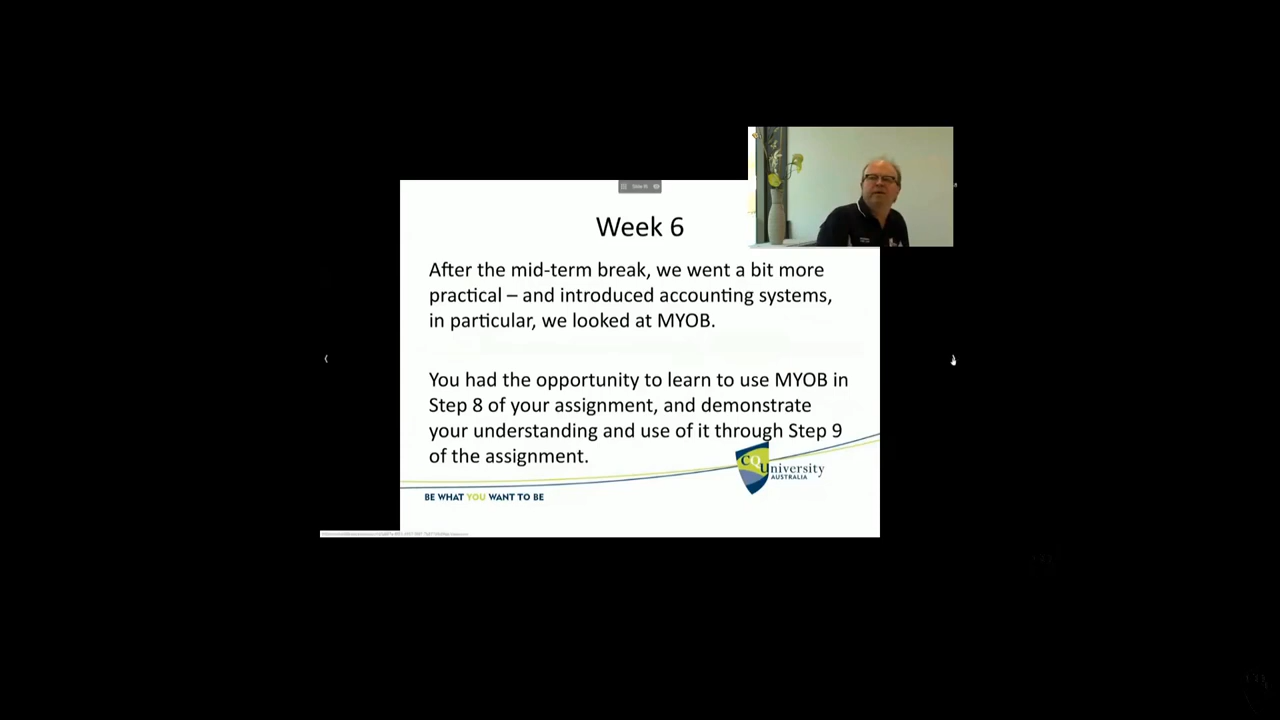 Week 6
After the mid-term break, we went a bit more
practical – and introduced accounting systems,
in particular, we looked at MYOB.
You had the opportunity to learn to use MYOB in
Step 8 of your assignment, and demonstrate
your understanding and use of it through Step 9
of the assignment.
CQUniversity
AUSTRALIA
BE WHAT YOU WANT TO BE